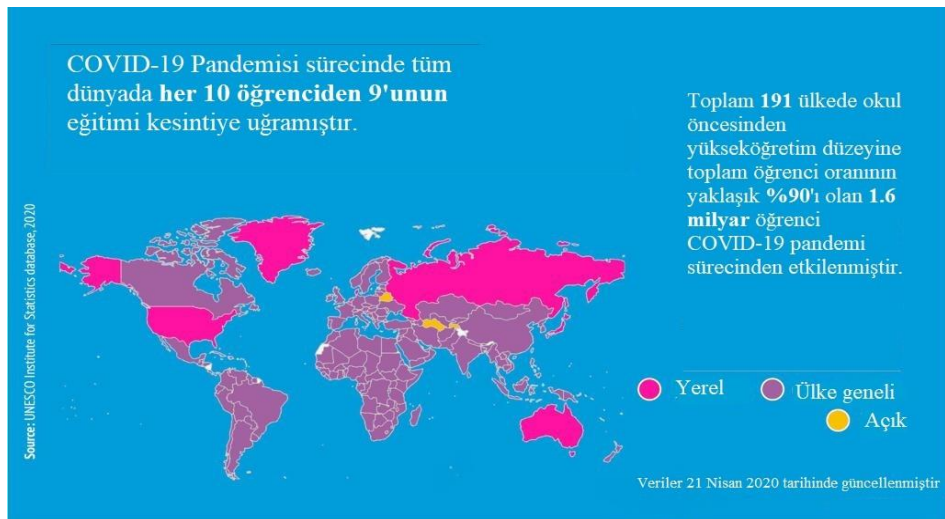 COVID-19 Pandemisi sürecinde tüm
dünyada her 10 öğrenciden 9'unun
eğitimi kesintiye uğramıştır.
Toplam 191 ülkede okul
öncesinden
yükseköğretim düzeyine
toplam öğrenci oranının
yaklaşık %90'ı olan 1.6
milyar öğrenci
COVID-19 pandemi
sürecinden etkilenmiştir.
Source: UNESCO Institute for Statistics database, 2020
Yerel
Ülke geneli
Açık
Veriler 21 Nisan 2020 tarihinde güncellenmiştir